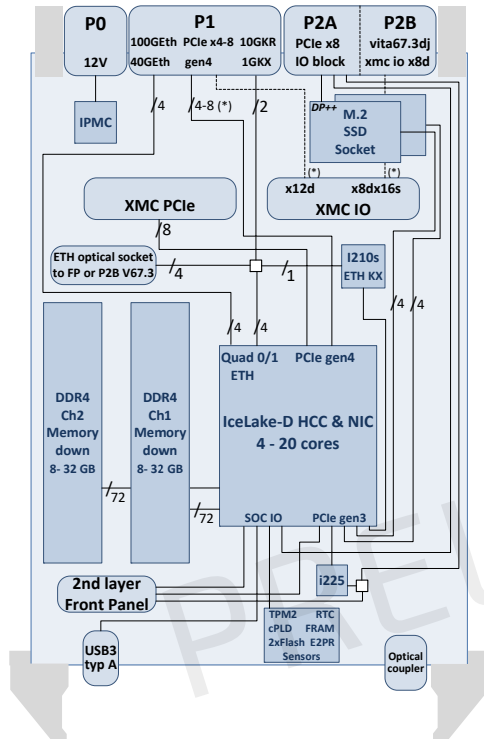 P0
12V
P1
100GEth PCIe x4-8 10GKR
40GEth gen4 1GKX
P2A
PCIe x8
IO block
P2B
vita67.3dj
xmc io x8d
IPMC
4
4-8 (*)
2
DP++
M.2
SSD
Socket
(*)
(*)
x12d
x8dx16s
XMC IO
XMC PCIe
8
ETH optical socket
to FP or P2B V67.3
4
1
I210s
ETH KX
4
4
4
4
Quad 0/1
ETH
PCIe gen4
IceLake-D HCC & NIC
4 - 20 cores
SOC IO
PCIe gen3
DDR4
Ch2
Memory
down
8- 32 GB
DDR4
Ch1
Memory
down
8- 32 GB
72
72
2nd layer
Front Panel
i225
TPM2 RTC
cPLD FRAM
2xFlash E2PR
Sensors
USB3
typ A
Optical
coupler
PREL